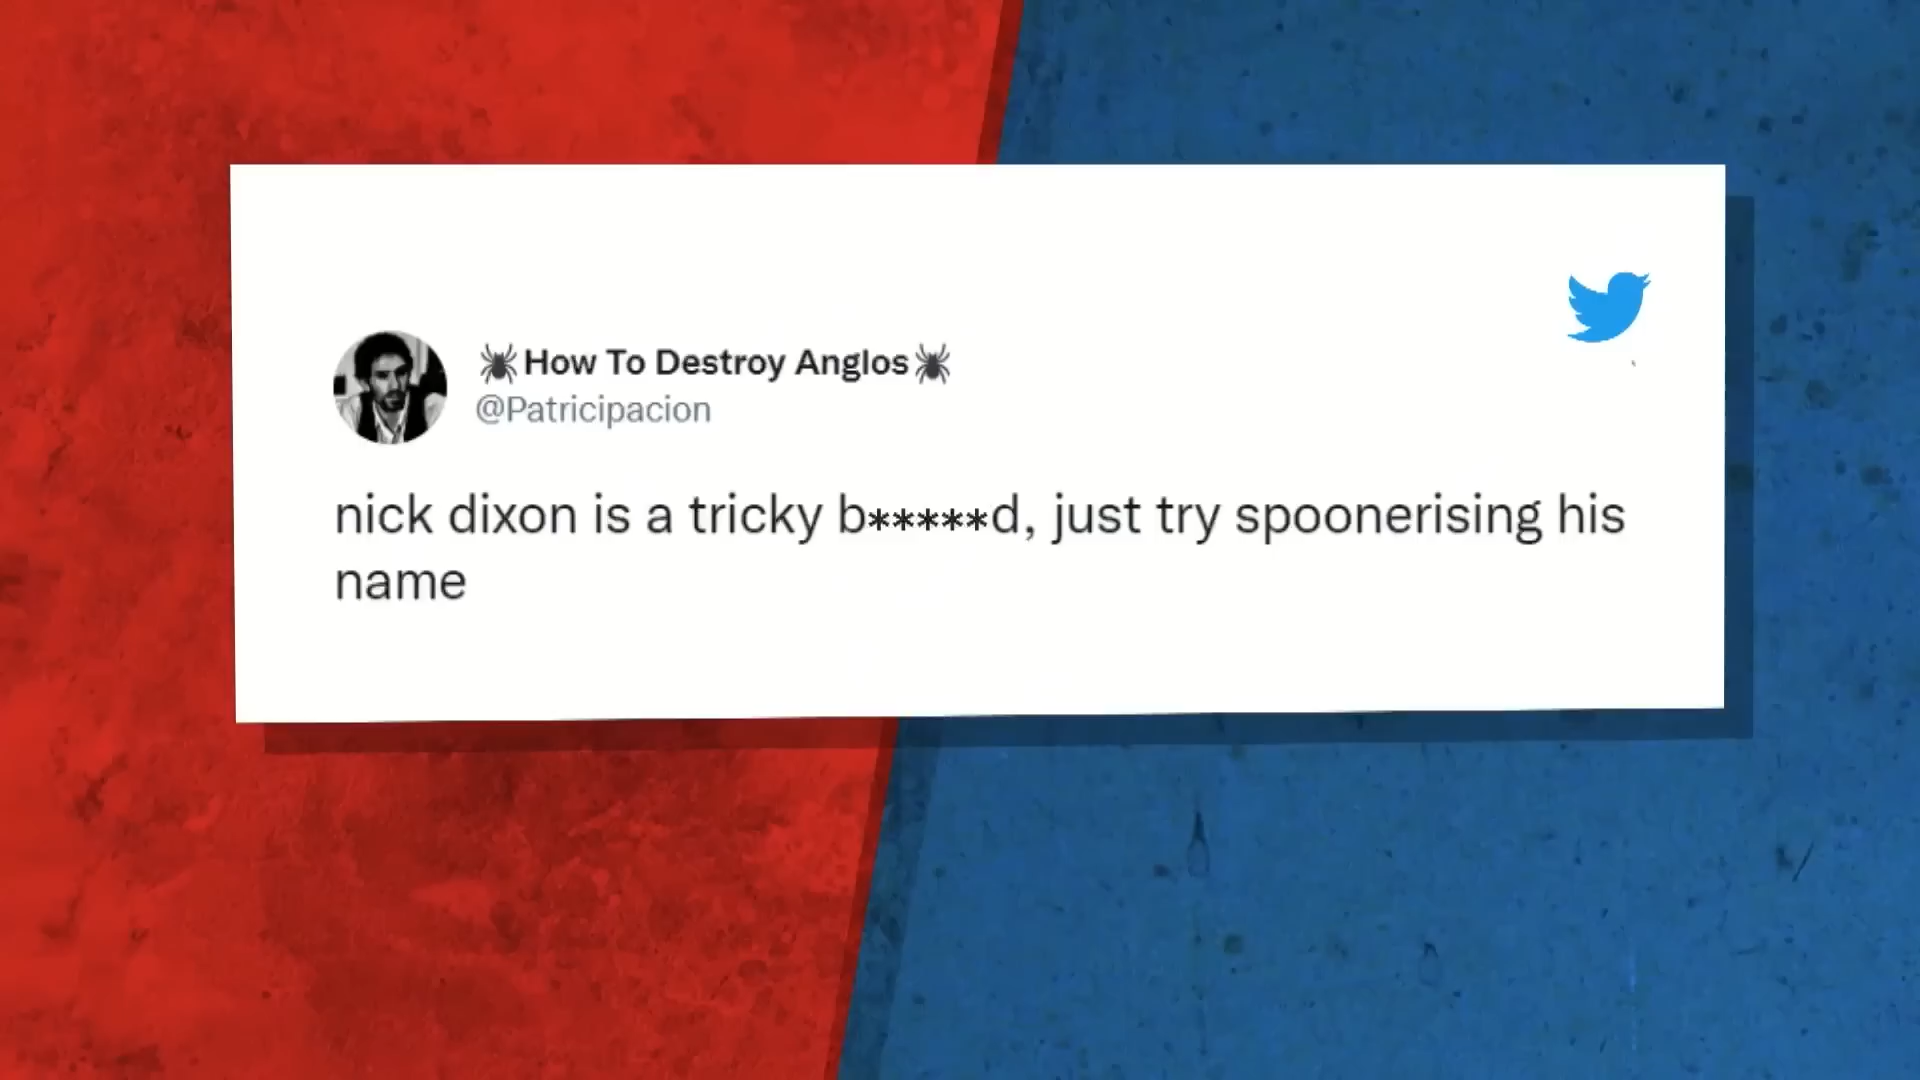 🕷How To Destroy Anglos🕷
@Patricipacion
nick dixon is a tricky b*****d, just try spoonerising his
name